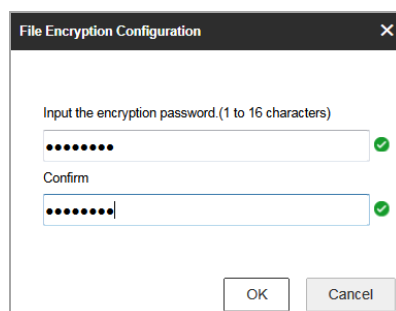 File Encryption Configuration
Input the encryption password.(1 to 16 characters)
●●●●●●●●
Confirm
●●●●●●●●
OK Cancel